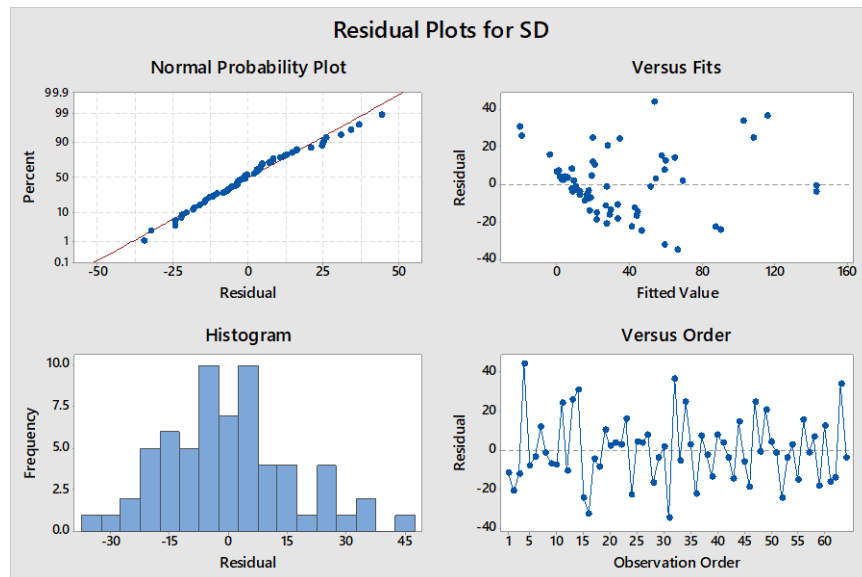 Residual Plots for SD
Normal Probability Plot
99.9
99
90
50
10
1
0.1
Percent
-50 -25 0 25 50
Residual
Versus Fits
40
20
0
-20
-40
Residual
0 40 80 120 160
Fitted Value
Histogram
10.0
7.5
5.0
2.5
0.0
Frequency
-30 -15 0 15 30 45
Residual
Versus Order
40
20
0
-20
-40
Residual
1 5 10 15 20 25 30 35 40 45 50 55 60
Observation Order